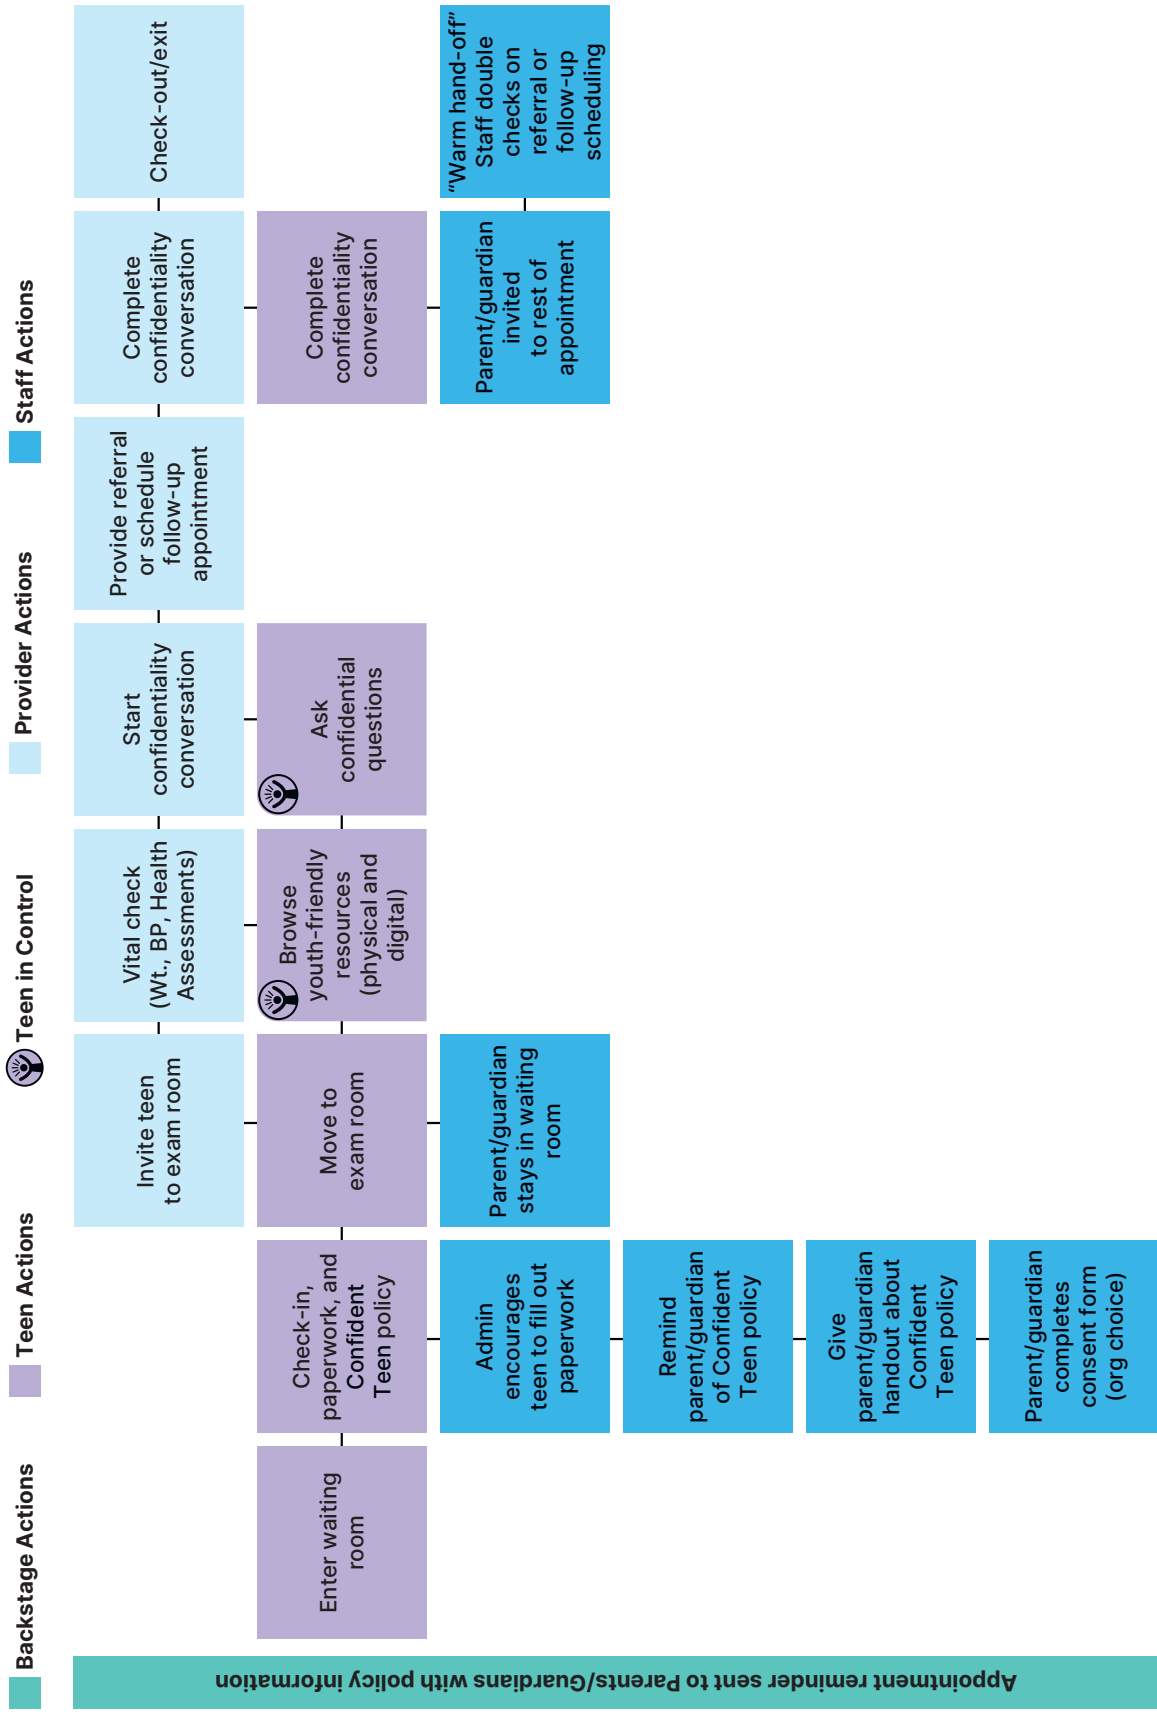 Backstage Actions
Teen Actions
Teen in Control
Provider Actions
Staff Actions
Appointment reminder sent to Parents/Guardians with policy information
Invite teen
to exam room
Vital check
(Wt., BP, Health
Assessments)
Start
confidentiality
conversation
Provide referral
or schedule
follow-up
appointment
Complete
confidentiality
conversation
Check-out/exit
Enter waiting
room
Check-in,
paperwork, and
Confident
Teen policy
Move to
exam room
Browse
youth-friendly
resources
(physical and
digital)
Ask
confidential
questions
Complete
confidentiality
conversation
Admin
encourages
teen to fill out
paperwork
Parent/guardian
stays in waiting
room
Parent/guardian
invited
to rest of
appointment
“Warm hand-off”
Staff double
checks on
referral or
follow-up
scheduling
Remind
parent/guardian
of Confident
Teen policy
Give
parent/guardian
handout about
Confident
Teen policy
Parent/guardian
completes
consent form
(org choice)